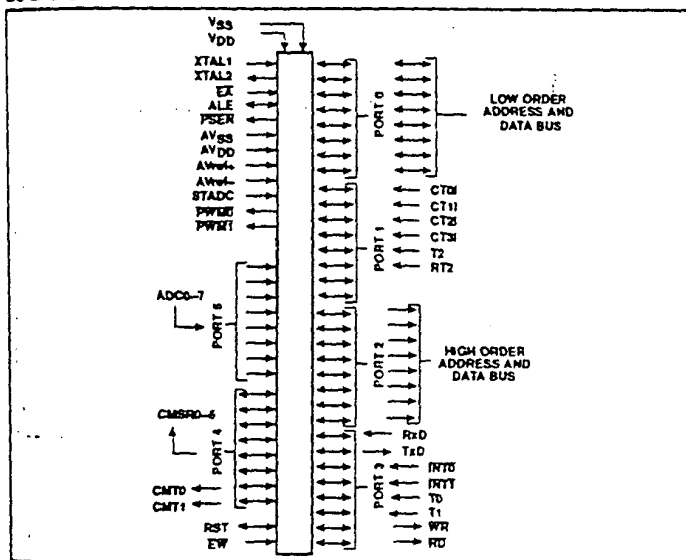 VSS
VDD
XTAL1
XTAL2
EA
ALE
PSEN
AVSS
AVDD
AVref+
AVref–
STADC
PWM0
PWM1
ADC0–7
PORT 5
CMSR0–5
PORT 4
CMT0
CMT1
RST
EW
PORT 0
LOW ORDER
ADDRESS AND
DATA BUS
PORT 1
CT0I
CT1I
CT2I
CT3I
T2
RT2
PORT 2
HIGH ORDER
ADDRESS AND
DATA BUS
PORT 3
RxD
TxD
INT0
INT1
T0
T1
WR
RD